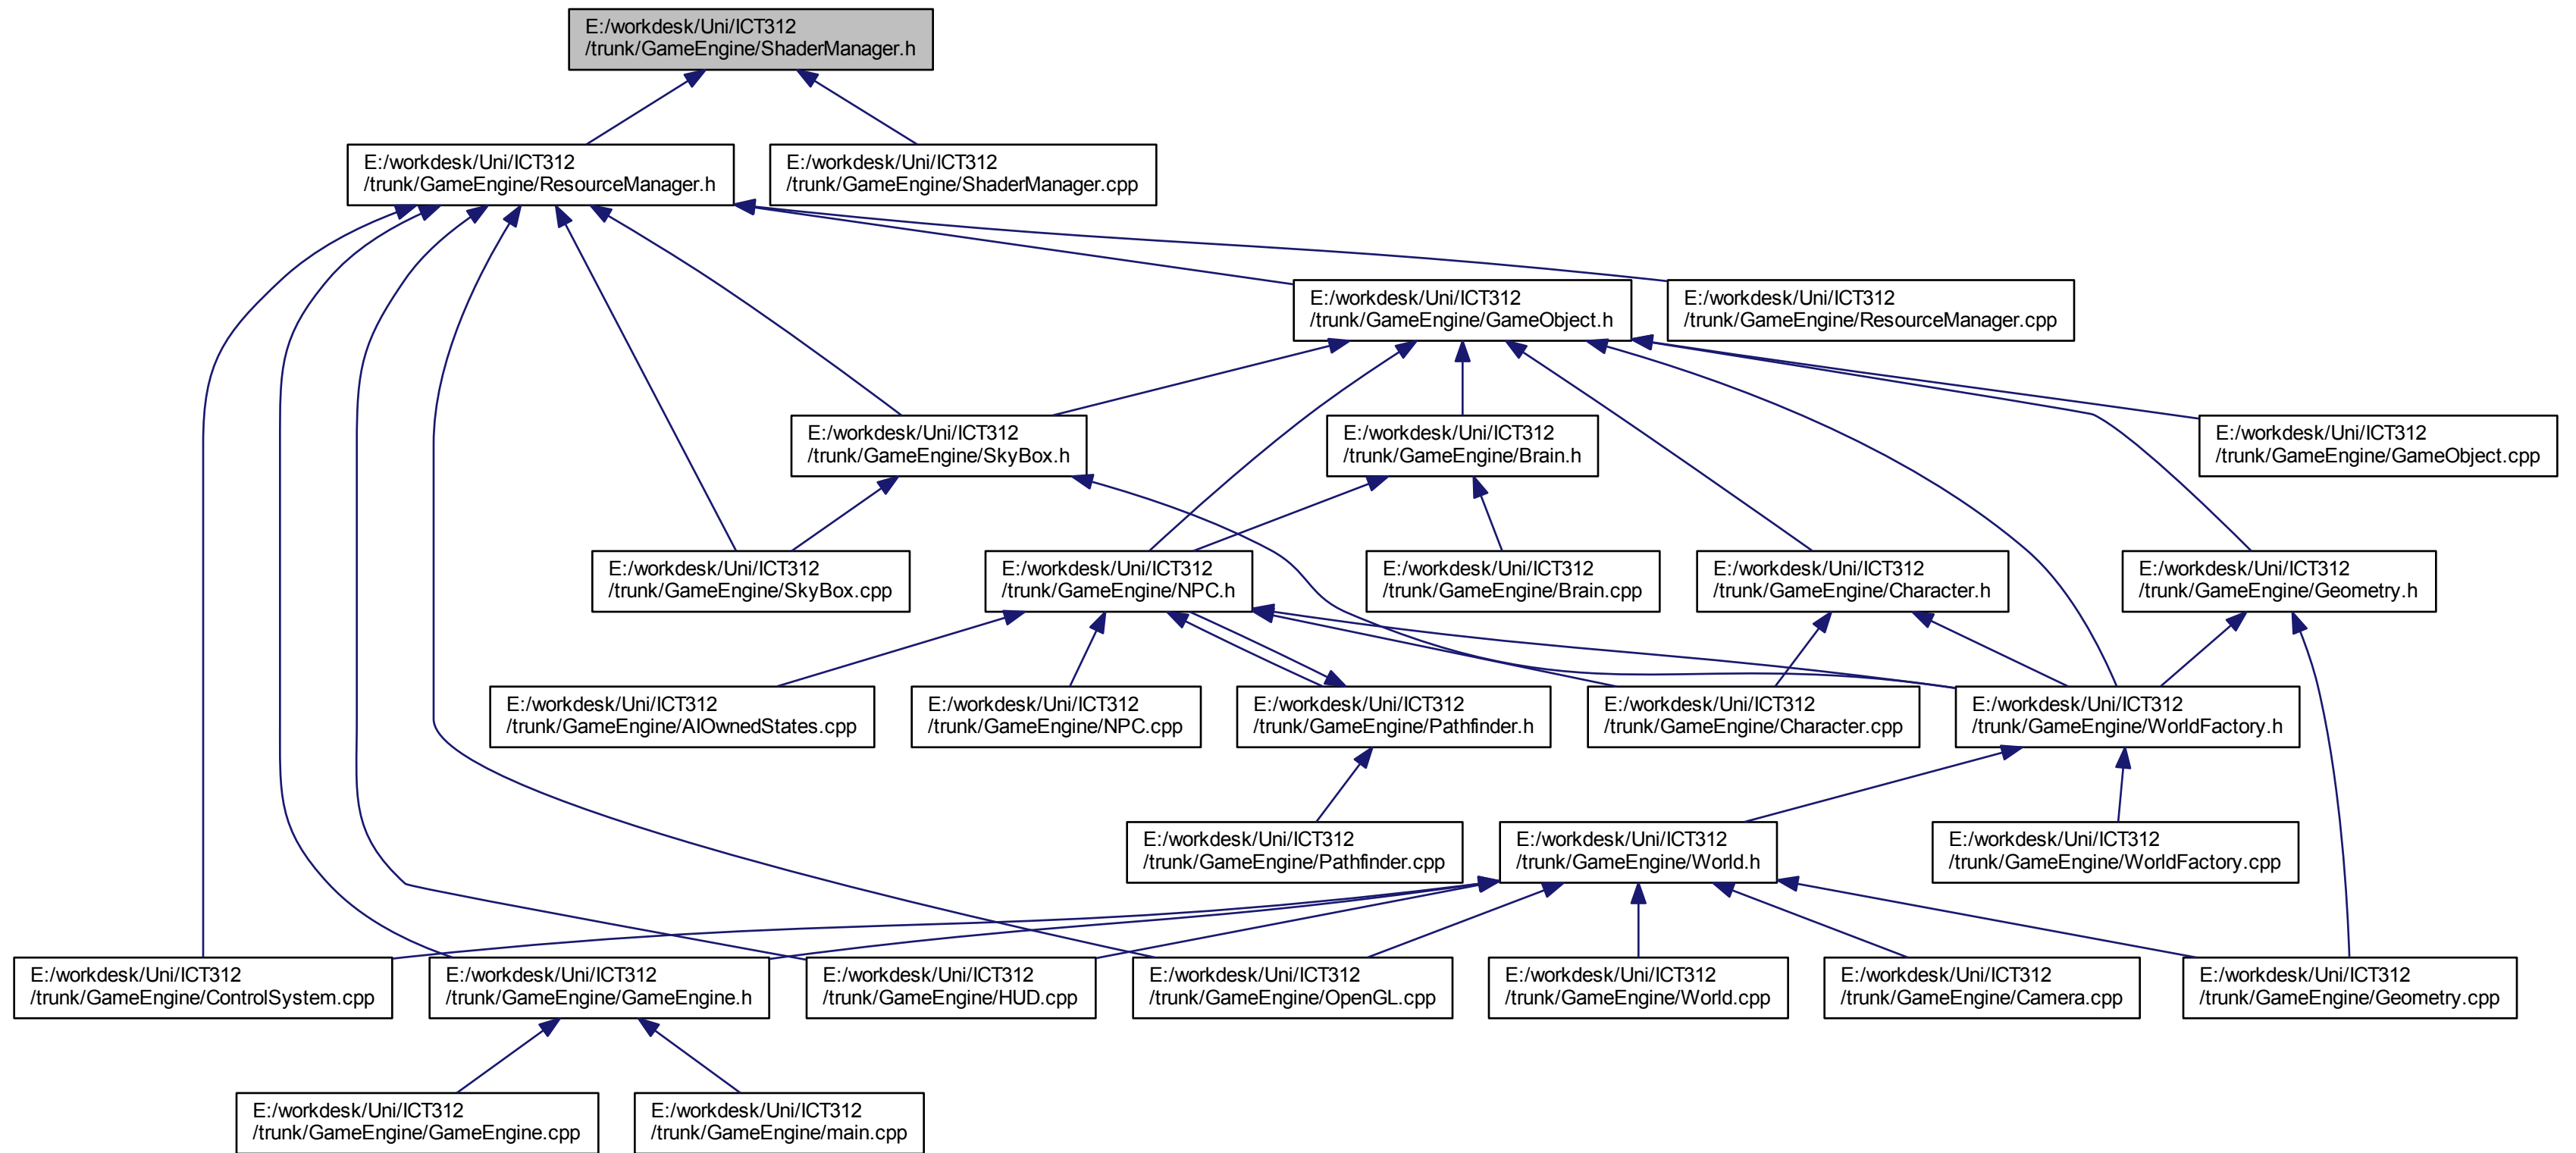 E:/workdesk/Uni/ICT312
/trunk/GameEngine/ShaderManager.h
E:/workdesk/Uni/ICT312
/trunk/GameEngine/ResourceManager.h
E:/workdesk/Uni/ICT312
/trunk/GameEngine/ShaderManager.cpp
E:/workdesk/Uni/ICT312
/trunk/GameEngine/GameObject.h
E:/workdesk/Uni/ICT312
/trunk/GameEngine/ResourceManager.cpp
E:/workdesk/Uni/ICT312
/trunk/GameEngine/SkyBox.h
E:/workdesk/Uni/ICT312
/trunk/GameEngine/Brain.h
E:/workdesk/Uni/ICT312
/trunk/GameEngine/GameObject.cpp
E:/workdesk/Uni/ICT312
/trunk/GameEngine/SkyBox.cpp
E:/workdesk/Uni/ICT312
/trunk/GameEngine/NPC.h
E:/workdesk/Uni/ICT312
/trunk/GameEngine/Brain.cpp
E:/workdesk/Uni/ICT312
/trunk/GameEngine/Character.h
E:/workdesk/Uni/ICT312
/trunk/GameEngine/Geometry.h
E:/workdesk/Uni/ICT312
/trunk/GameEngine/AIOwnedStates.cpp
E:/workdesk/Uni/ICT312
/trunk/GameEngine/NPC.cpp
E:/workdesk/Uni/ICT312
/trunk/GameEngine/Pathfinder.h
E:/workdesk/Uni/ICT312
/trunk/GameEngine/Character.cpp
E:/workdesk/Uni/ICT312
/trunk/GameEngine/WorldFactory.h
E:/workdesk/Uni/ICT312
/trunk/GameEngine/Pathfinder.cpp
E:/workdesk/Uni/ICT312
/trunk/GameEngine/World.h
E:/workdesk/Uni/ICT312
/trunk/GameEngine/WorldFactory.cpp
E:/workdesk/Uni/ICT312
/trunk/GameEngine/ControlSystem.cpp
E:/workdesk/Uni/ICT312
/trunk/GameEngine/GameEngine.h
E:/workdesk/Uni/ICT312
/trunk/GameEngine/HUD.cpp
E:/workdesk/Uni/ICT312
/trunk/GameEngine/OpenGL.cpp
E:/workdesk/Uni/ICT312
/trunk/GameEngine/World.cpp
E:/workdesk/Uni/ICT312
/trunk/GameEngine/Camera.cpp
E:/workdesk/Uni/ICT312
/trunk/GameEngine/Geometry.cpp
E:/workdesk/Uni/ICT312
/trunk/GameEngine/GameEngine.cpp
E:/workdesk/Uni/ICT312
/trunk/GameEngine/main.cpp